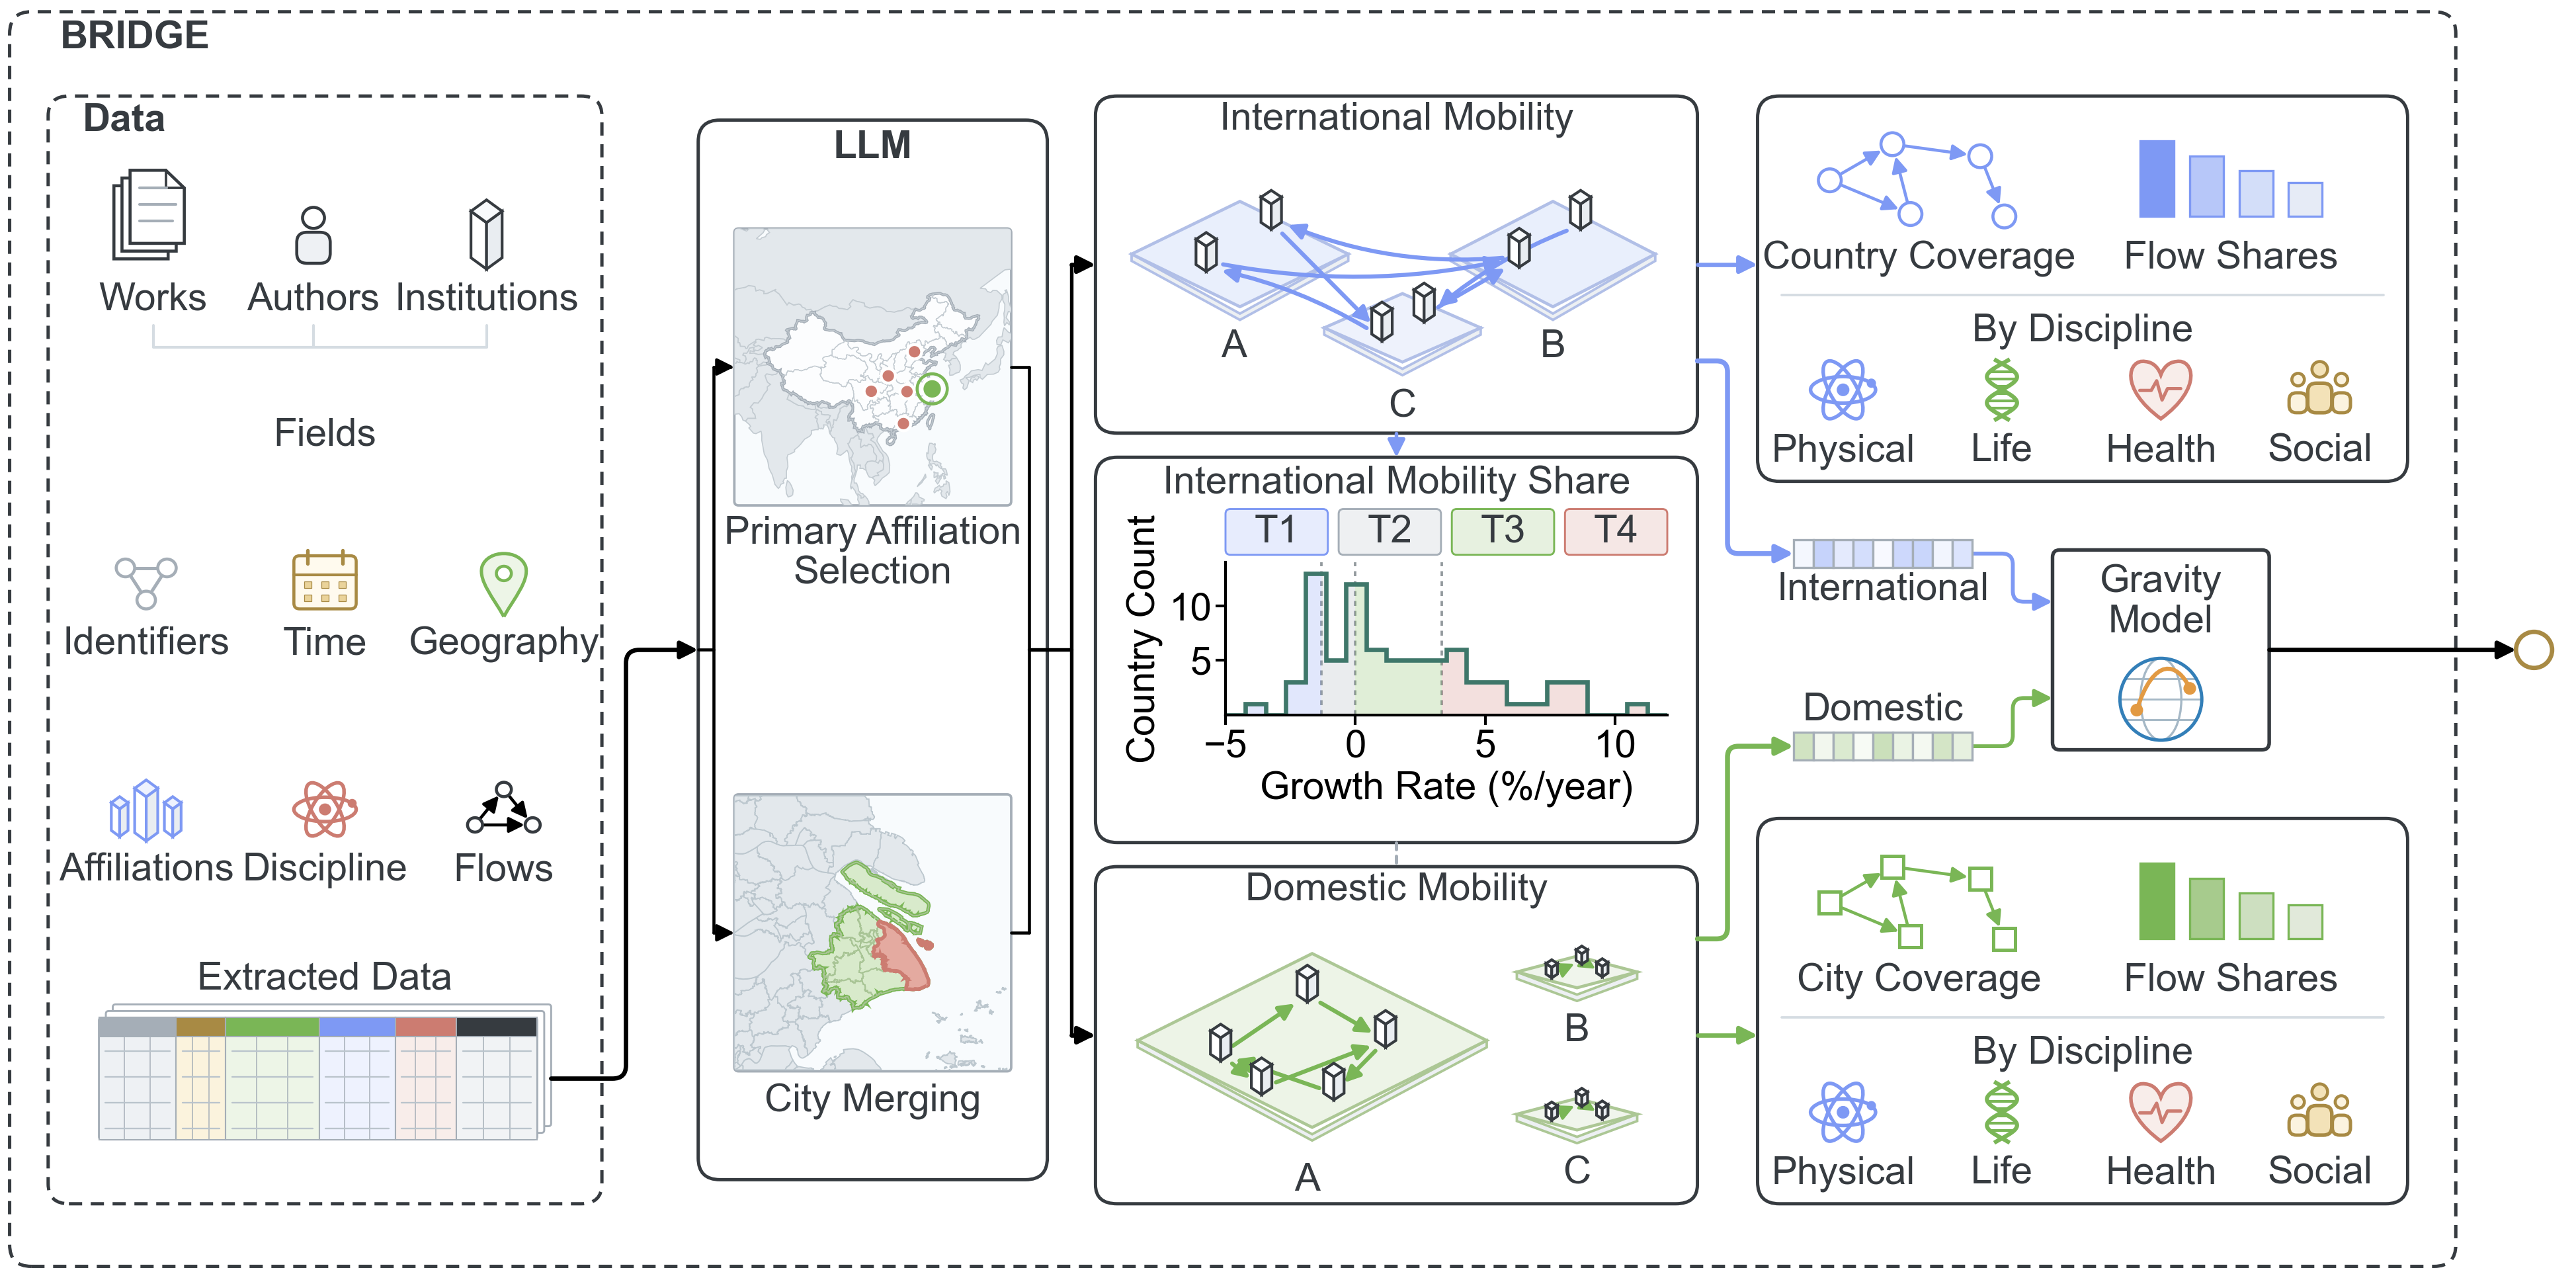 BRIDGE
Data
Works
Authors
Institutions
Fields
Identifiers
Time
Geography
Affiliations
Discipline
Flows
Extracted Data
LLM
Primary Affiliation
Selection
City Merging
International Mobility
A
B
C
International Mobility Share
T1
T2
T3
T4
Country Count
10
5
−5
0
5
10
Growth Rate (%/year)
Domestic Mobility
A
B
C
Country Coverage
Flow Shares
By Discipline
Physical
Life
Health
Social
International
Domestic
Gravity
Model
City Coverage
Flow Shares
By Discipline
Physical
Life
Health
Social